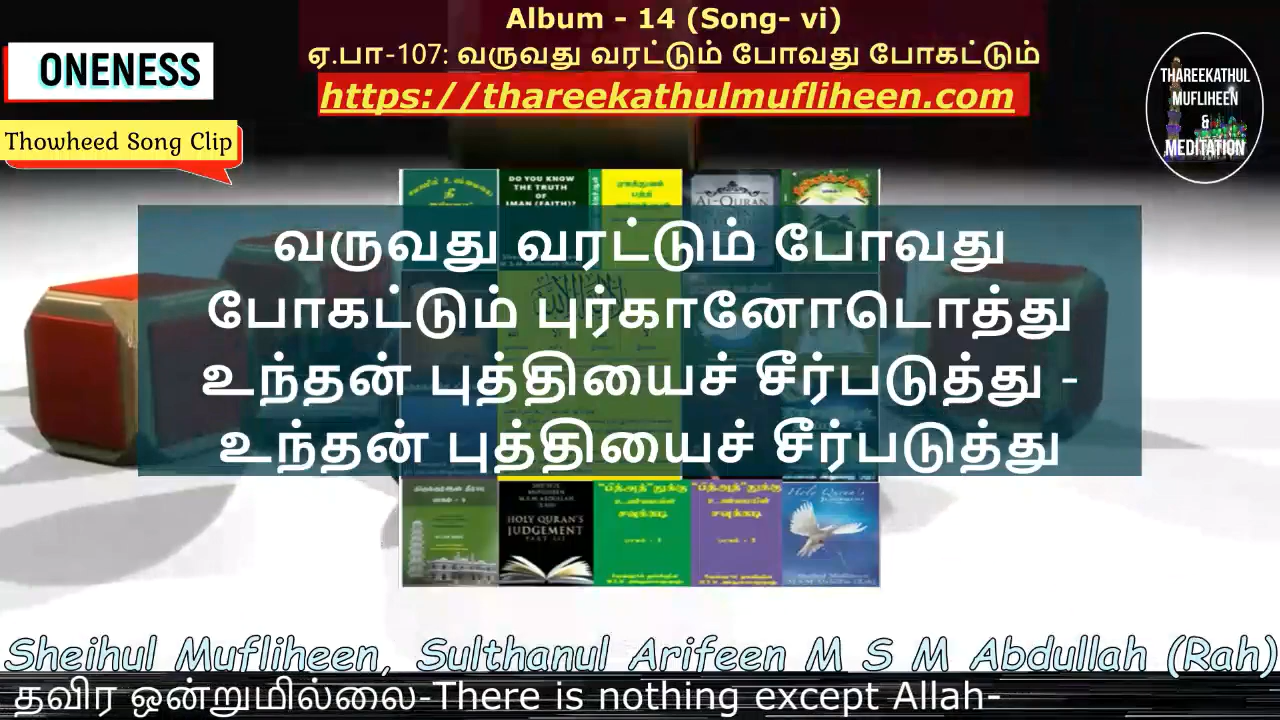 Album - 14 (Song- vi)
ஏ.பா-107: வருவது வரட்டும் போவது போகட்டும்
https://thareekathulmufliheen.com
ONENESS
Thowheed Song Clip
THAREEKATHUL
MUFLIHEEN
&
MEDITATION
DO YOU KNOW
THE TRUTH
OF
IMAN (FAITH)?
AL-QURAN
வருவது வரட்டும் போவது
போகட்டும் புர்கானோடொத்து
உந்தன் புத்தியைச் சீர்படுத்து -
உந்தன் புத்தியைச் சீர்படுத்து
HOLY QURAN'S
JUDGEMENT
PART III
Holy Quran's
Sheihul Mufliheen, Sulthanul Arifeen M S M Abdullah (Rah)
தவிர ஒன்றுமில்லை-There is nothing except Allah-